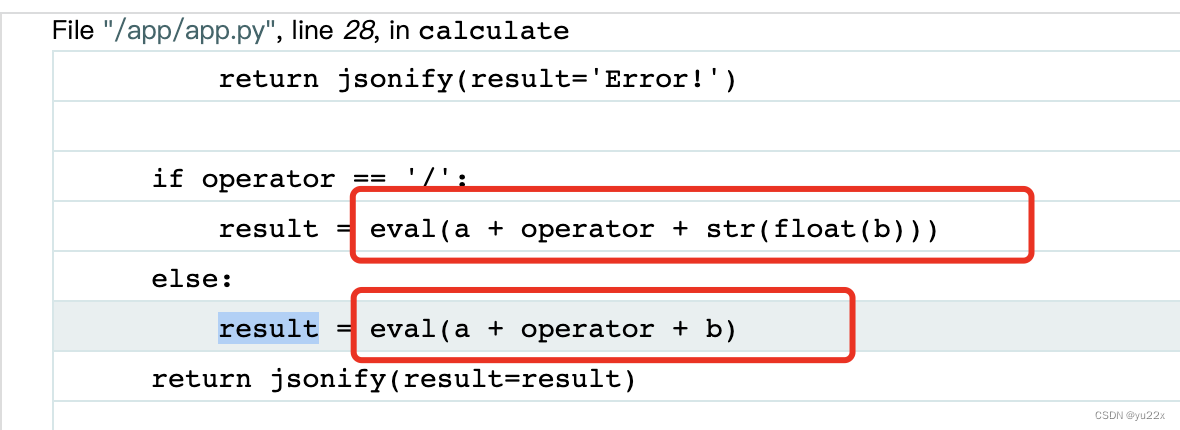 File "/app/app.py", line 28, in calculate
return jsonify(result='Error!')
if operator == '/':
result = eval(a + operator + str(float(b)))
else:
result = eval(a + operator + b)
return jsonify(result=result)
CSDN @yu22x